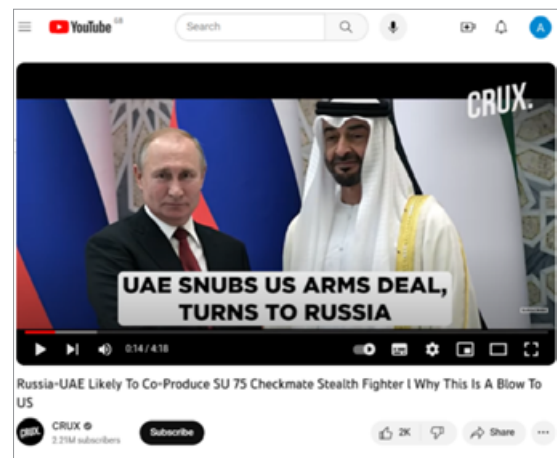 YouTube GB
Search
A
CRUX.
UAE SNUBS US ARMS DEAL,
TURNS TO RUSSIA
0:14 / 4:18
Russia-UAE Likely To Co-Produce SU 75 Checkmate Stealth Fighter l Why This Is A Blow To
US
CRUX.
CRUX
2.21M subscribers
Subscribe
2K
Share